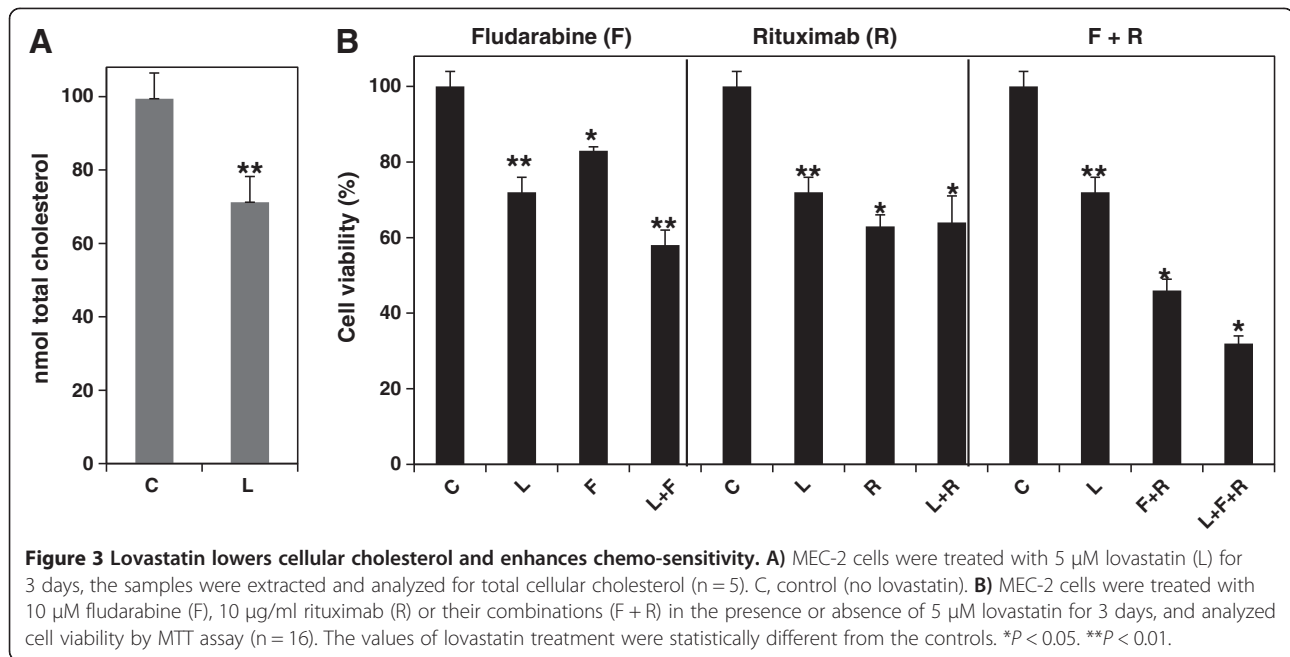 A
nmol total cholesterol
100
80
60
40
20
0
**
C L
B
Fludarabine (F) Rituximab (R) F + R
Cell viability (%)
100
80
60
40
20
0
** * ** ** * * ** * *
C L F L+F C L R L+R C L F+R L+F+R
Figure 3 Lovastatin lowers cellular cholesterol and enhances chemo-sensitivity. A) MEC-2 cells were treated with 5 μM lovastatin (L) for
3 days, the samples were extracted and analyzed for total cellular cholesterol (n = 5). C, control (no lovastatin). B) MEC-2 cells were treated with
10 μM fludarabine (F), 10 μg/ml rituximab (R) or their combinations (F + R) in the presence or absence of 5 μM lovastatin for 3 days, and analyzed
cell viability by MTT assay (n = 16). The values of lovastatin treatment were statistically different from the controls. *P < 0.05. **P < 0.01.